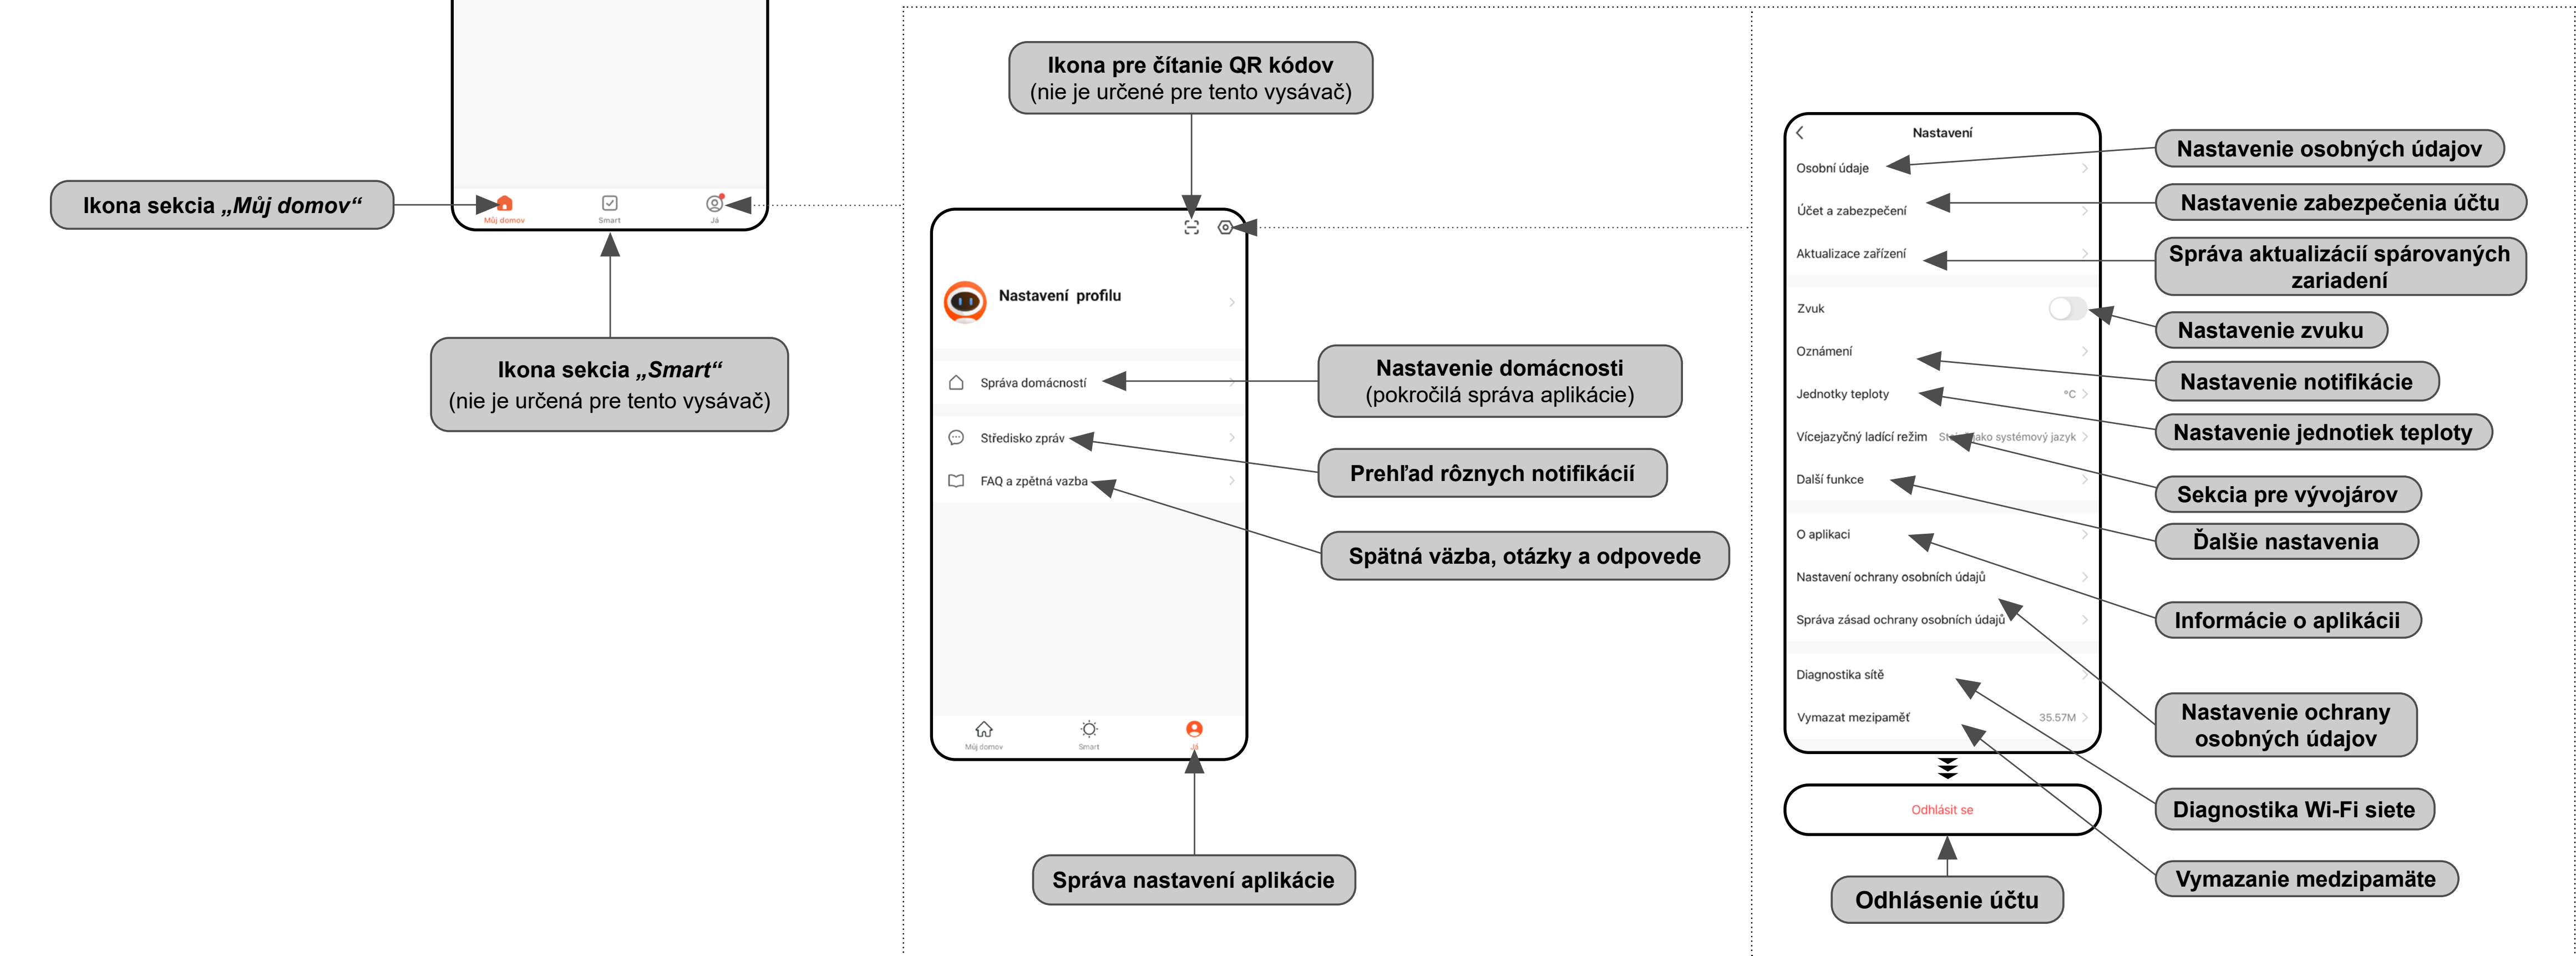 Ikona sekcia „Můj domov“
Můj domov
Smart
Já
Ikona sekcia „Smart“
(nie je určená pre tento vysávač)
Ikona pre čítanie QR kódov
(nie je určené pre tento vysávač)
Nastavení profilu
Správa domácností
Středisko zpráv
FAQ a zpětná vazba
Můj domov
Smart
Já
Nastavenie domácnosti
(pokročilá správa aplikácie)
Prehľad rôznych notifikácií
Spätná väzba, otázky a odpovede
Správa nastavení aplikácie
Nastavení
Osobní údaje
Účet a zabezpečení
Aktualizace zařízení
Zvuk
Oznámení
Jednotky teploty °C
Vícejazyčný ladící režim jako systémový jazyk
Další funkce
O aplikaci
Nastavení ochrany osobních údajů
Správa zásad ochrany osobních údajů
Diagnostika sítě
Vymazat mezipaměť 35.57M
Odhlásit se
Odhlásenie účtu
Nastavenie osobných údajov
Nastavenie zabezpečenia účtu
Správa aktualizácií spárovaných
zariadení
Nastavenie zvuku
Nastavenie notifikácie
Nastavenie jednotiek teploty
Sekcia pre vývojárov
Ďalšie nastavenia
Informácie o aplikácii
Nastavenie ochrany
osobných údajov
Diagnostika Wi-Fi siete
Vymazanie medzipamäte